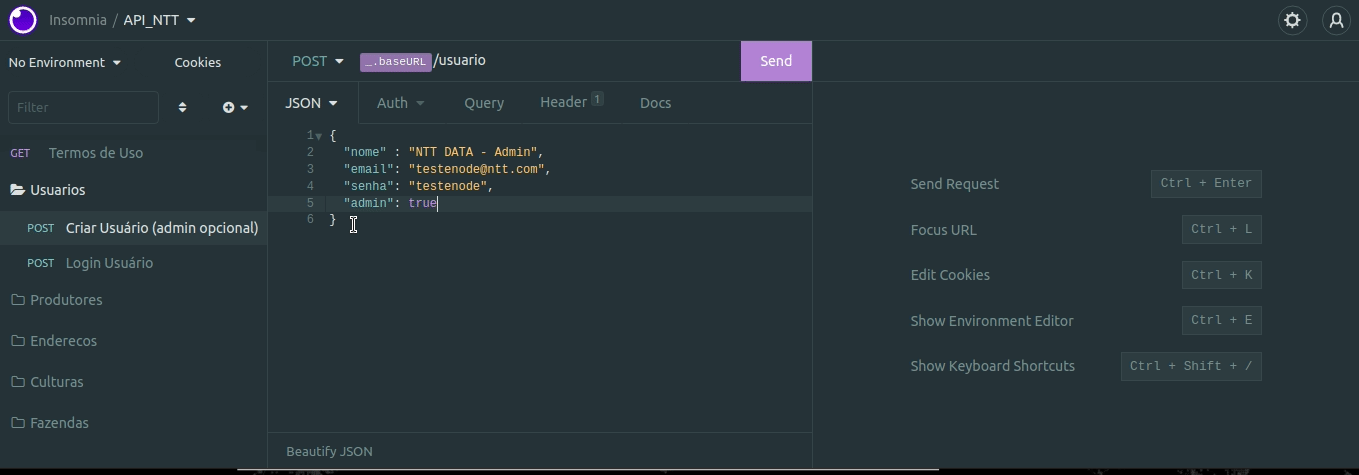 Insomnia / API_NTT
No Environment
Cookies
Filter
GET Termos de Uso
Usuarios
POST Criar Usuário (admin opcional)
POST Login Usuário
Produtores
Enderecos
Culturas
Fazendas
POST _.baseURL /usuario
Send
JSON Auth Query Header 1 Docs
1 {
2 "nome" : "NTT DATA - Admin",
3 "email": "testenode@ntt.com",
4 "senha": "testenode",
5 "admin": true
6 }
Beautify JSON
Send Request Ctrl + Enter
Focus URL Ctrl + L
Edit Cookies Ctrl + K
Show Environment Editor Ctrl + E
Show Keyboard Shortcuts Ctrl + Shift + /